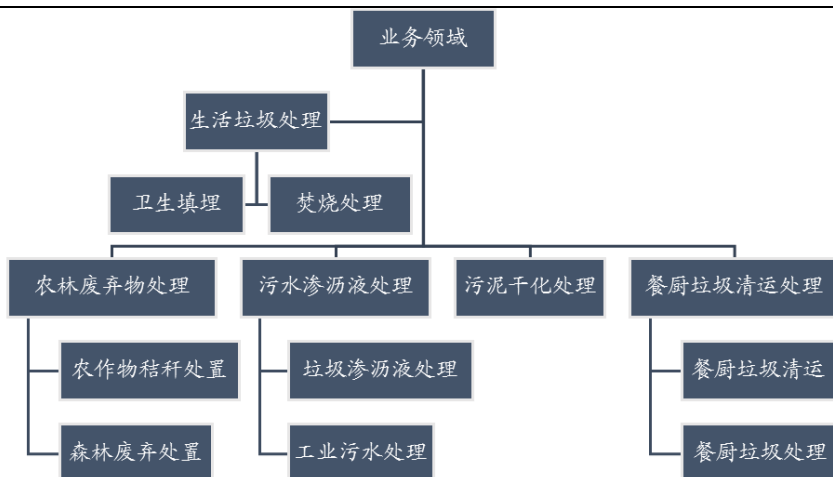 业务领域
生活垃圾处理
卫生填埋
焚烧处理
农林废弃物处理
污水渗沥液处理
污泥干化处理
餐厨垃圾清运处理
农作物秸秆处置
垃圾渗沥液处理
餐厨垃圾清运
森林废弃处置
工业污水处理
餐厨垃圾处理